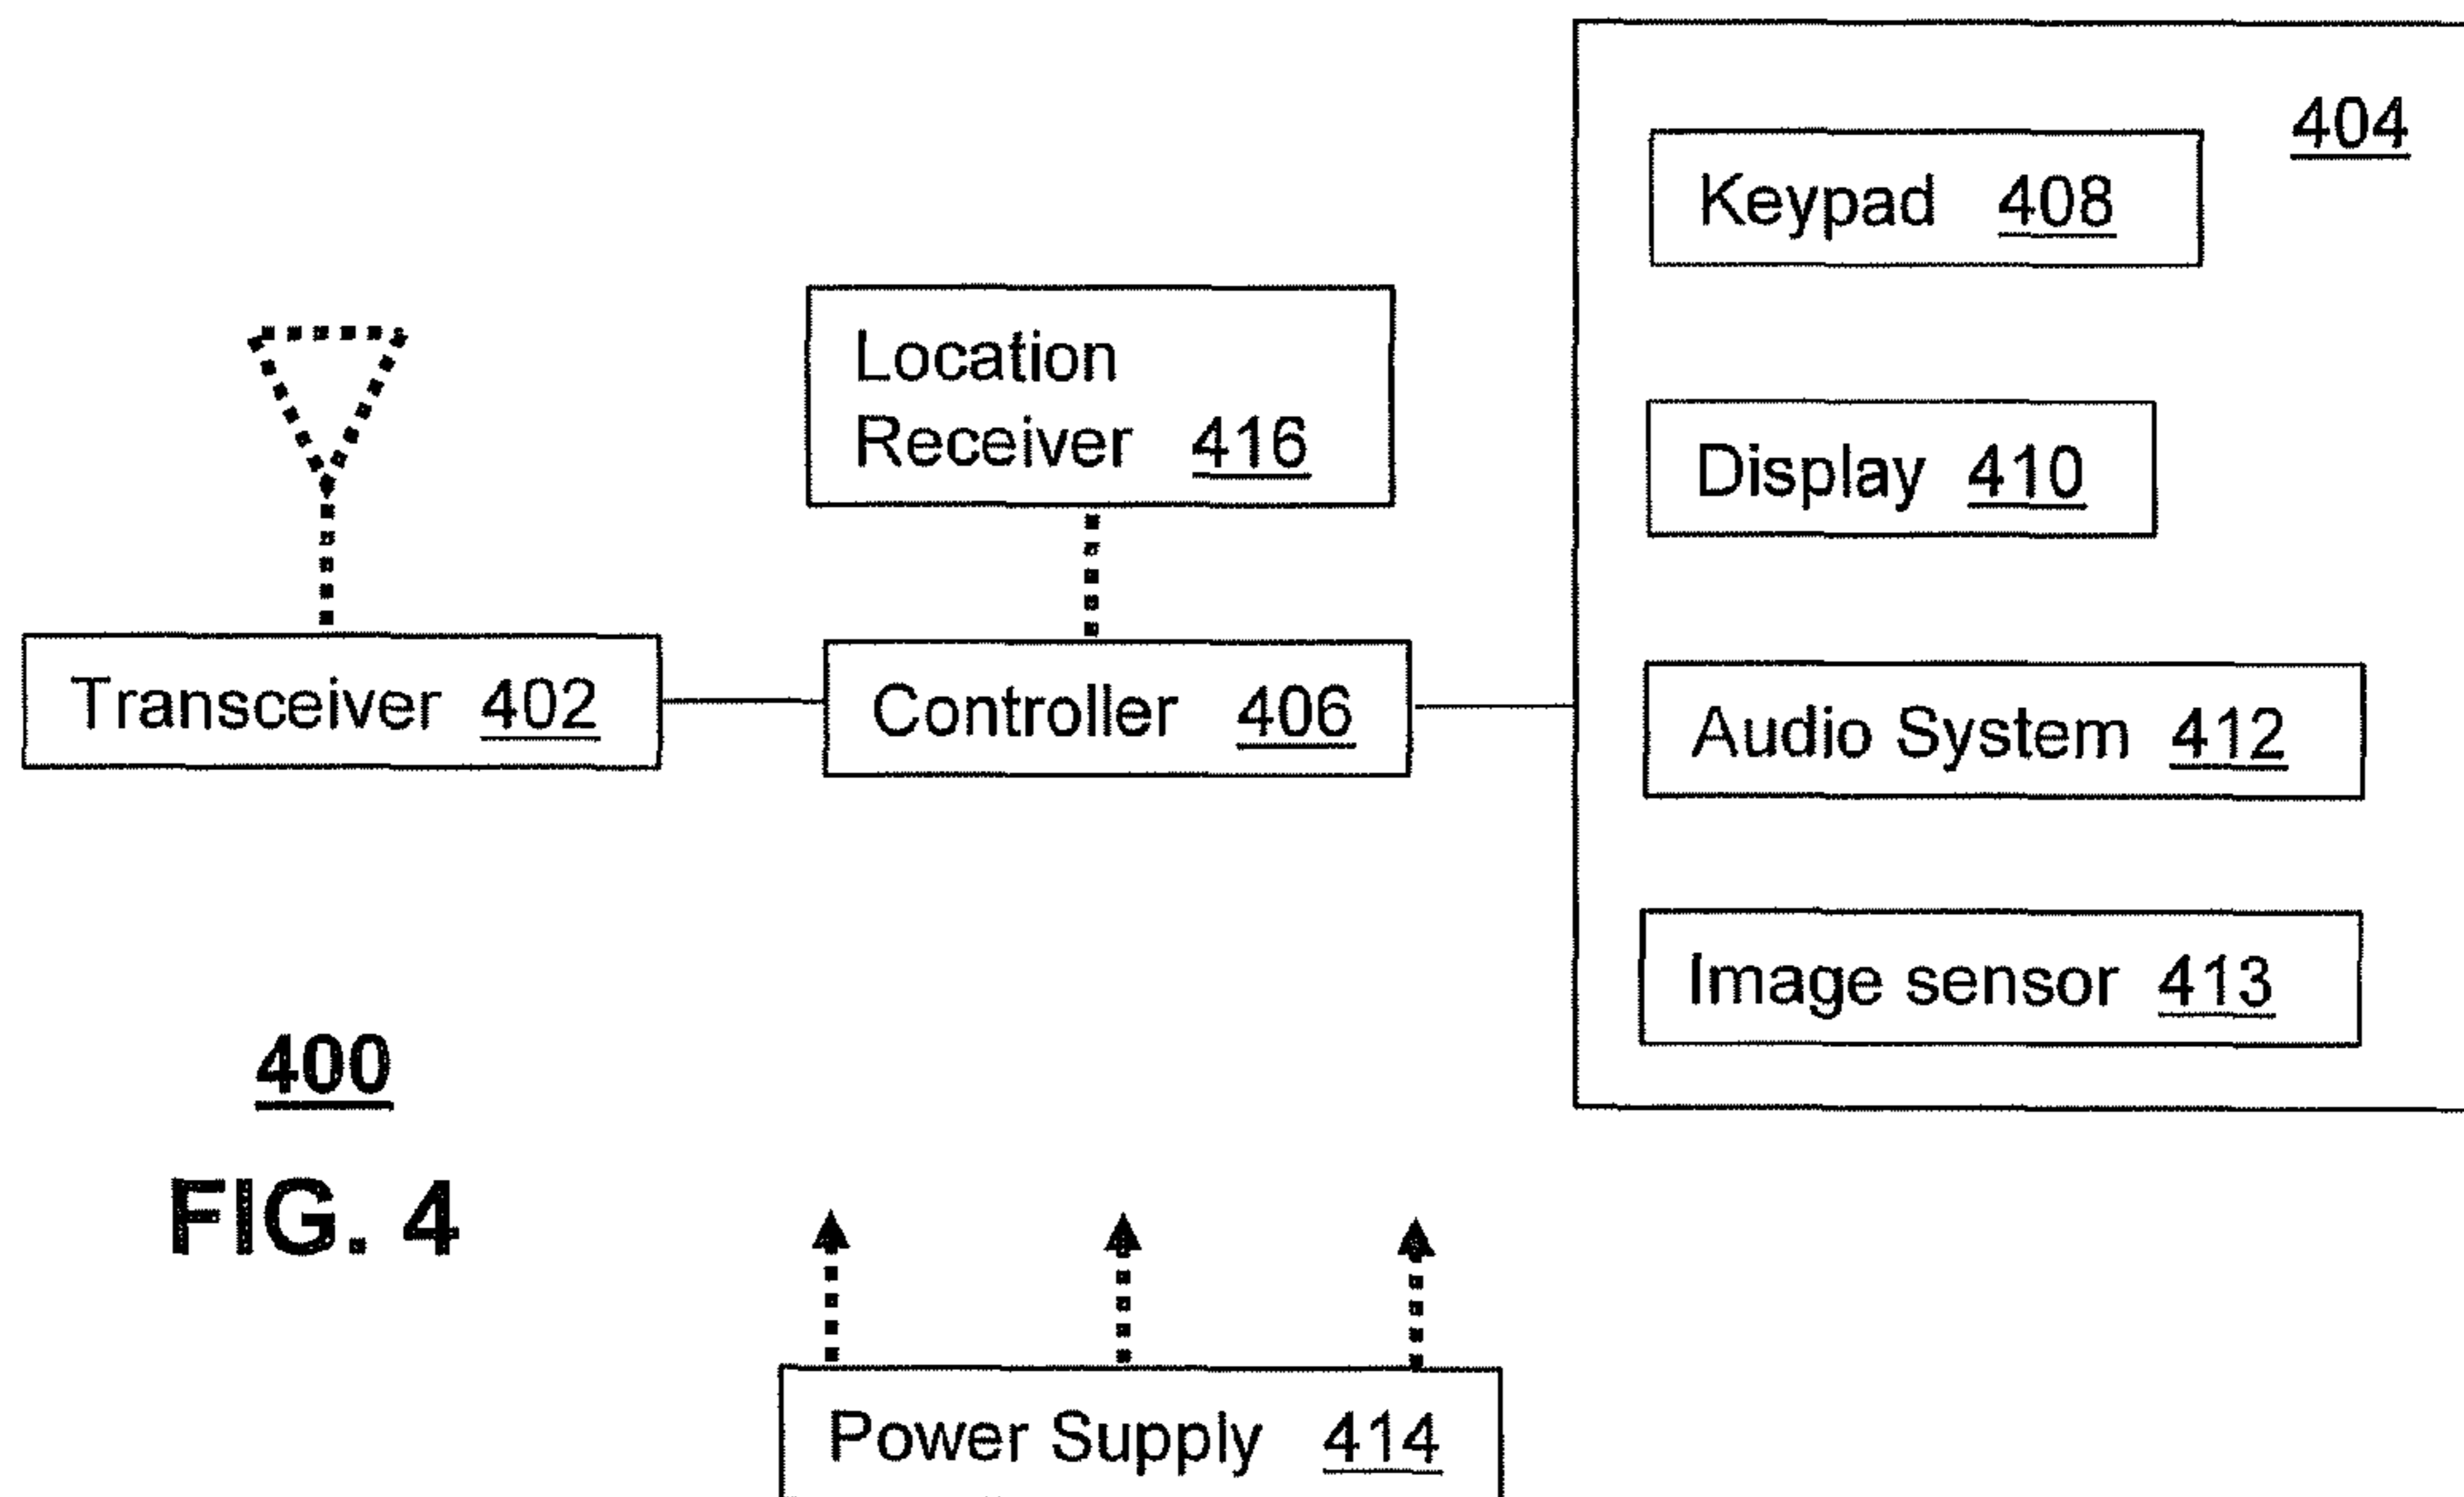 404
Keypad 408
Location
Receiver 416
Display 410
Transceiver 402
Controller 406
Audio System 412
Image sensor 413
400
FIG. 4
Power Supply 414